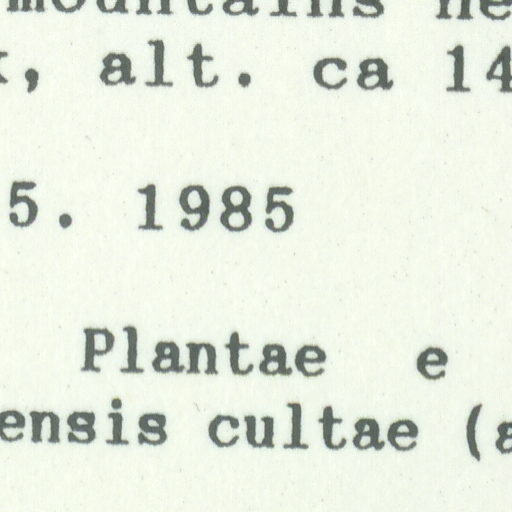 mountains ne
, alt. ca 14
5. 1985
Plantae e
ensis cultae (a